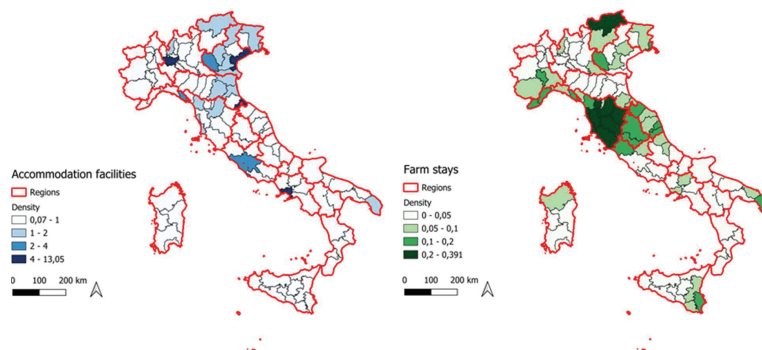 Accommodation facilities
Regions
Density
0,07 - 1
1 - 2
2 - 4
4 - 13,05
0 100 200 km
Farm stays
Regions
Density
0 - 0,05
0,05 - 0,1
0,1 - 0,2
0,2 - 0,391
0 100 200 km